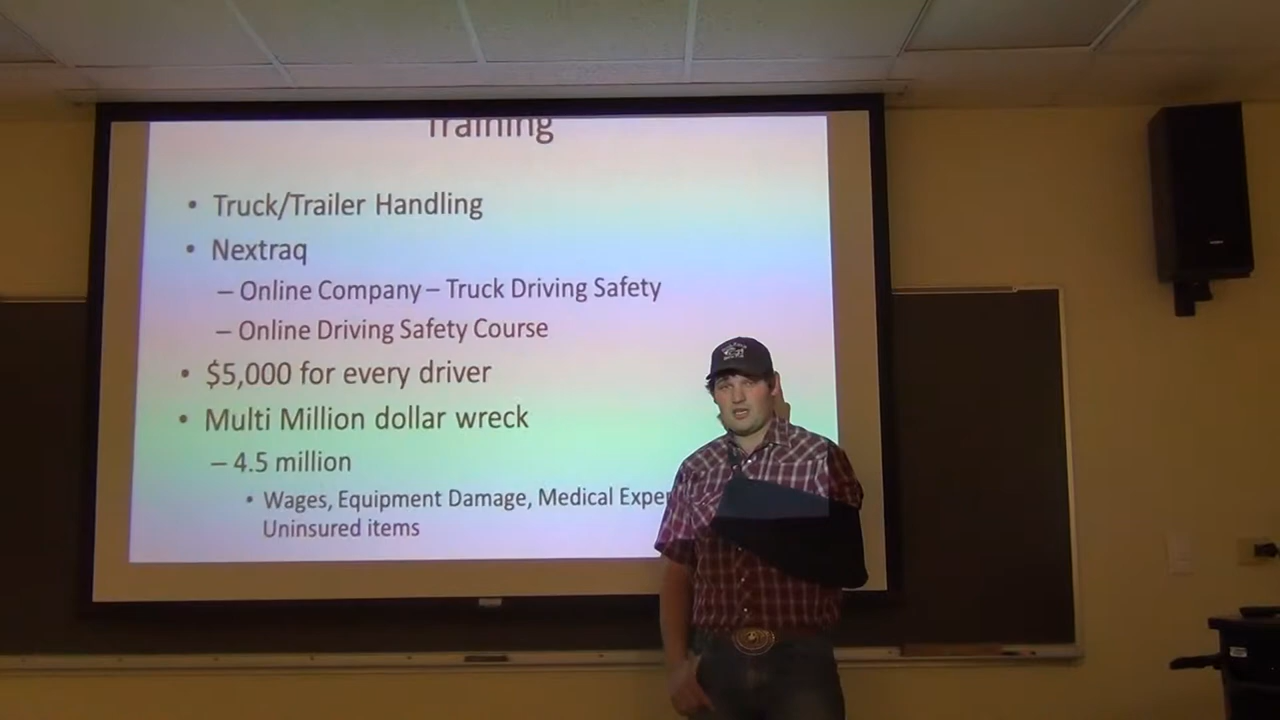 Training
• Truck/Trailer Handling
• Nextraq
– Online Company – Truck Driving Safety
– Online Driving Safety Course
• $5,000 for every driver
• Multi Million dollar wreck
– 4.5 million
• Wages, Equipment Damage, Medical Exper
Uninsured items